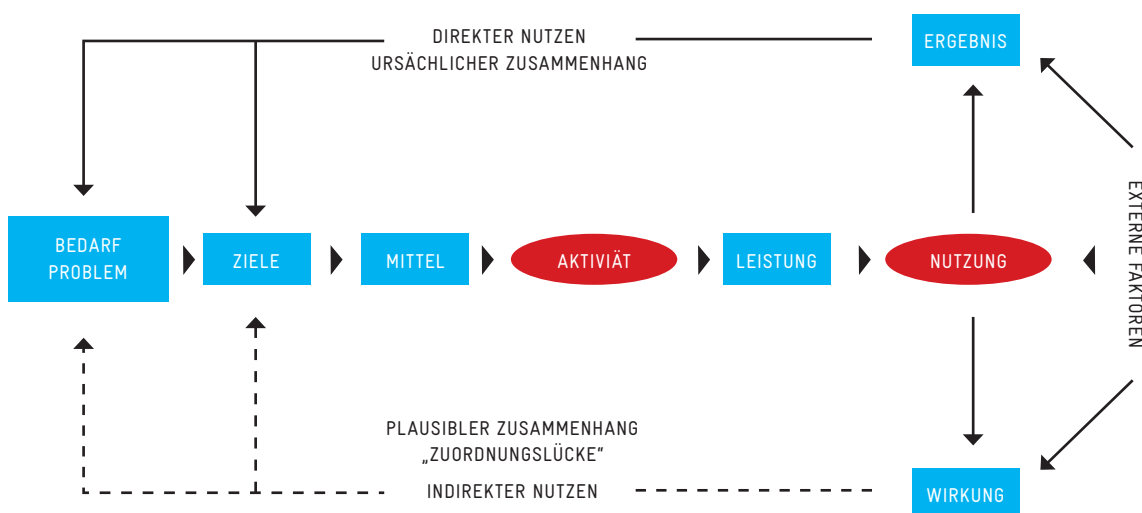 DIREKTER NUTZEN
URSÄCHLICHER ZUSAMMENHANG
ERGEBNIS
EXTERNE FAKTOREN
BEDARF
PROBLEM
ZIELE
MITTEL
AKTIVIÄT
LEISTUNG
NUTZUNG
PLAUSIBLER ZUSAMMENHANG
„ZUORDNUNGSLÜCKE“
INDIREKTER NUTZEN
WIRKUNG